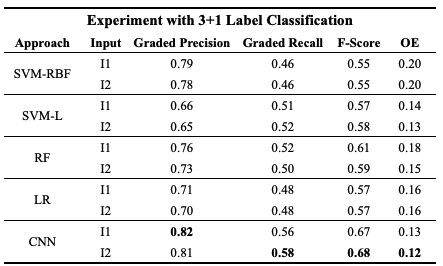 Experiment with 3+1 Label Classification
Approach Input Graded Precision Graded Recall F-Score OE
SVM-RBF I1 0.79 0.46 0.55 0.20
I2 0.78 0.46 0.55 0.20
SVM-L I1 0.66 0.51 0.57 0.14
I2 0.65 0.52 0.58 0.13
RF I1 0.76 0.52 0.61 0.18
I2 0.73 0.50 0.59 0.15
LR I1 0.71 0.48 0.57 0.16
I2 0.70 0.48 0.57 0.16
CNN I1 0.82 0.56 0.67 0.13
I2 0.81 0.58 0.68 0.12